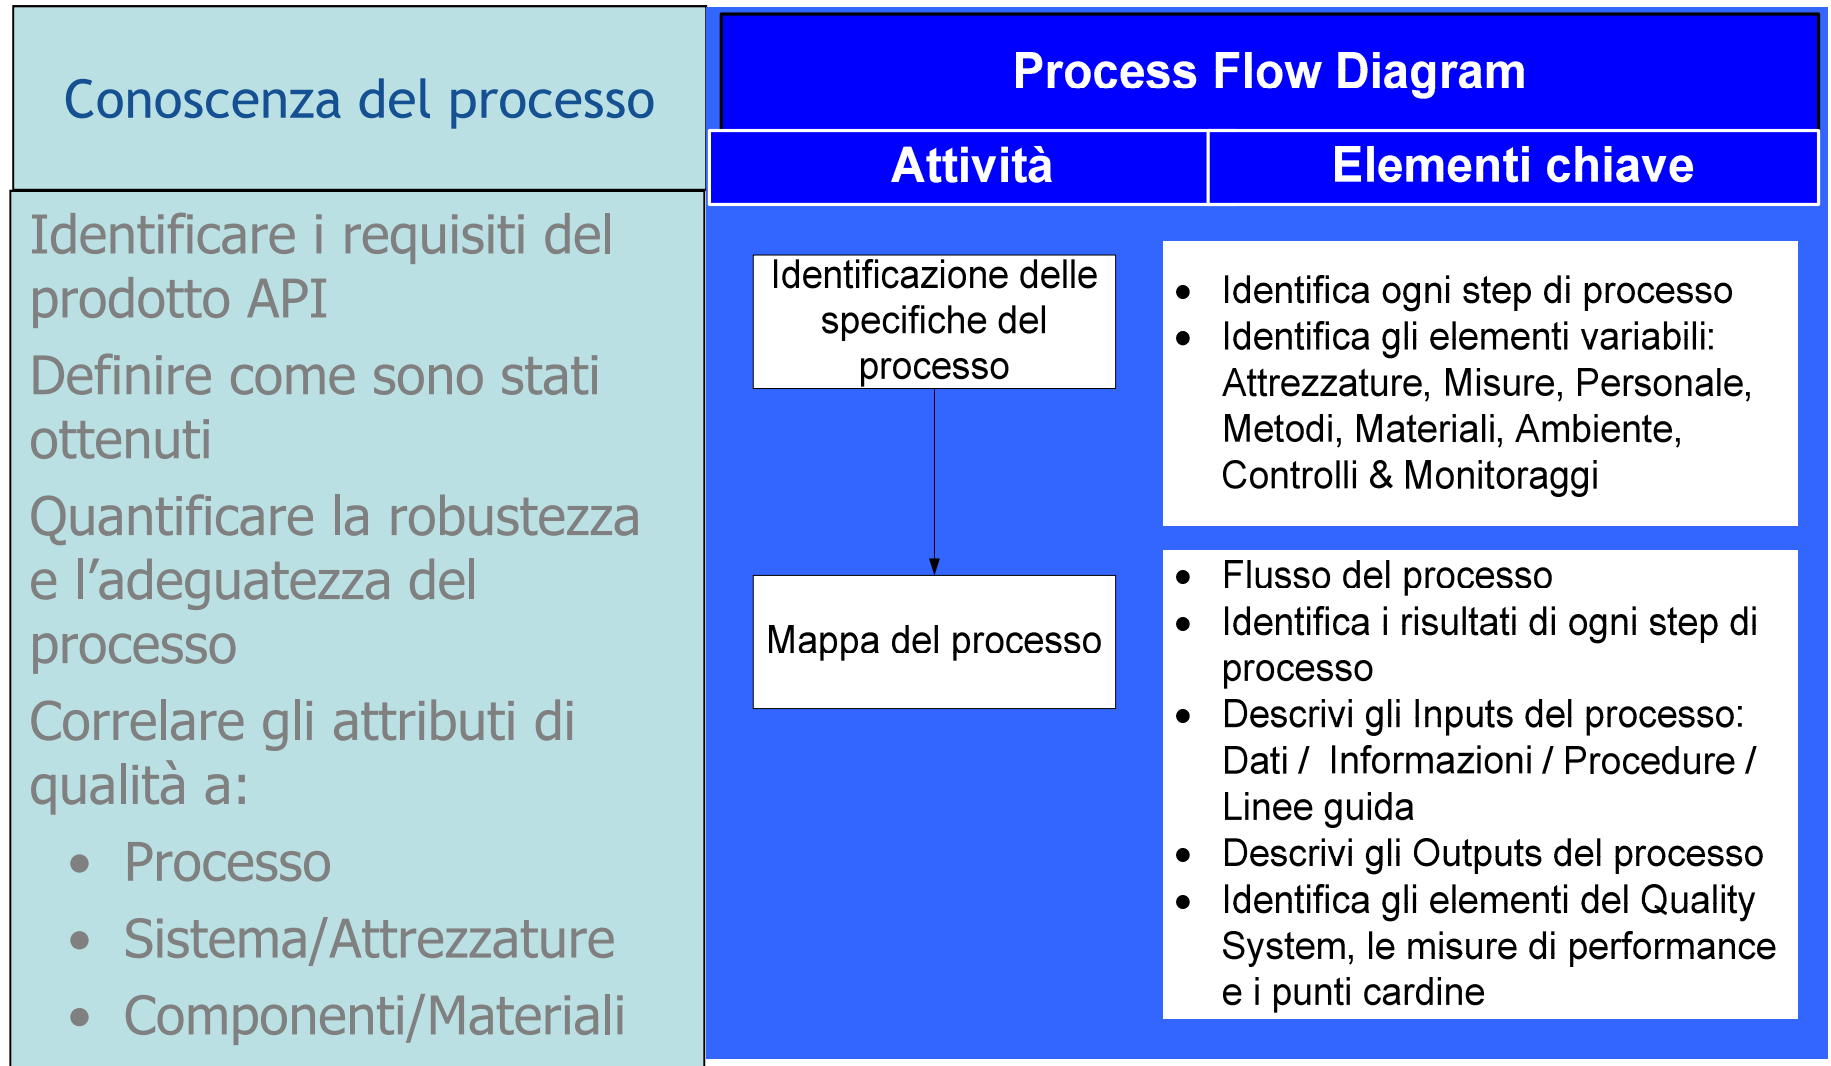 Conoscenza del processo
Identificare i requisiti del
prodotto API
Definire come sono stati
ottenuti
Quantificare la robustezza
e l’adeguatezza del
processo
Correlare gli attributi di
qualità a:
• Processo
• Sistema/Attrezzature
• Componenti/Materiali
Process Flow Diagram
Attività
Elementi chiave
Identificazione delle
specifiche del
processo
• Identifica ogni step di processo
• Identifica gli elementi variabili:
Attrezzature, Misure, Personale,
Metodi, Materiali, Ambiente,
Controlli & Monitoraggi
Mappa del processo
• Flusso del processo
• Identifica i risultati di ogni step di
processo
• Descrivi gli Inputs del processo:
Dati / Informazioni / Procedure /
Linee guida
• Descrivi gli Outputs del processo
• Identifica gli elementi del Quality
System, le misure di performance
e i punti cardine